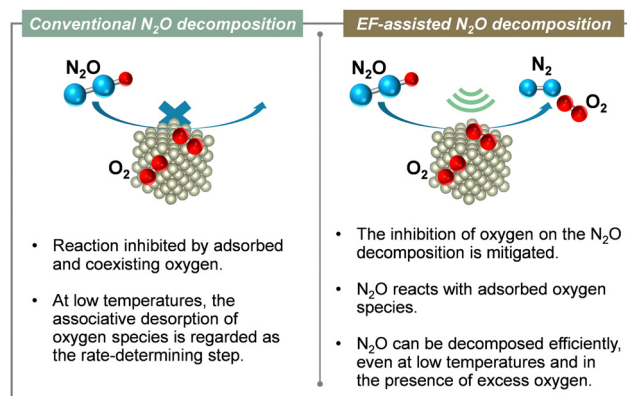 Conventional N₂O decomposition
N₂O
O₂
• Reaction inhibited by adsorbed
and coexisting oxygen.
• At low temperatures, the
associative desorption of
oxygen species is regarded as
the rate-determining step.
EF-assisted N₂O decomposition
N₂O
N₂
O₂
O₂
• The inhibition of oxygen on the N₂O
decomposition is mitigated.
• N₂O reacts with adsorbed oxygen
species.
• N₂O can be decomposed efficiently,
even at low temperatures and in
the presence of excess oxygen.